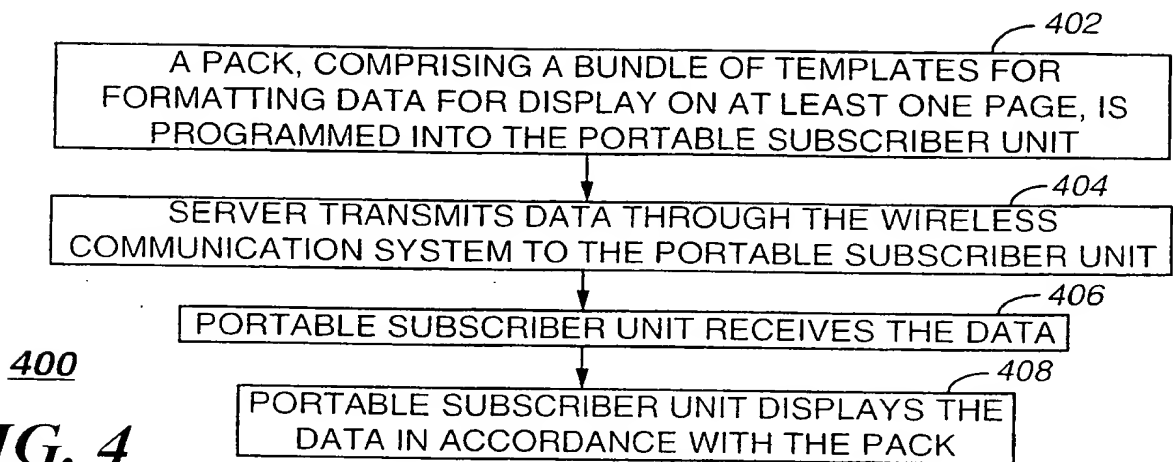 402
A PACK, COMPRISING A BUNDLE OF TEMPLATES FOR
FORMATTING DATA FOR DISPLAY ON AT LEAST ONE PAGE, IS
PROGRAMMED INTO THE PORTABLE SUBSCRIBER UNIT
404
SERVER TRANSMITS DATA THROUGH THE WIRELESS
COMMUNICATION SYSTEM TO THE PORTABLE SUBSCRIBER UNIT
406
PORTABLE SUBSCRIBER UNIT RECEIVES THE DATA
400
408
PORTABLE SUBSCRIBER UNIT DISPLAYS THE
DATA IN ACCORDANCE WITH THE PACK
IG. 4